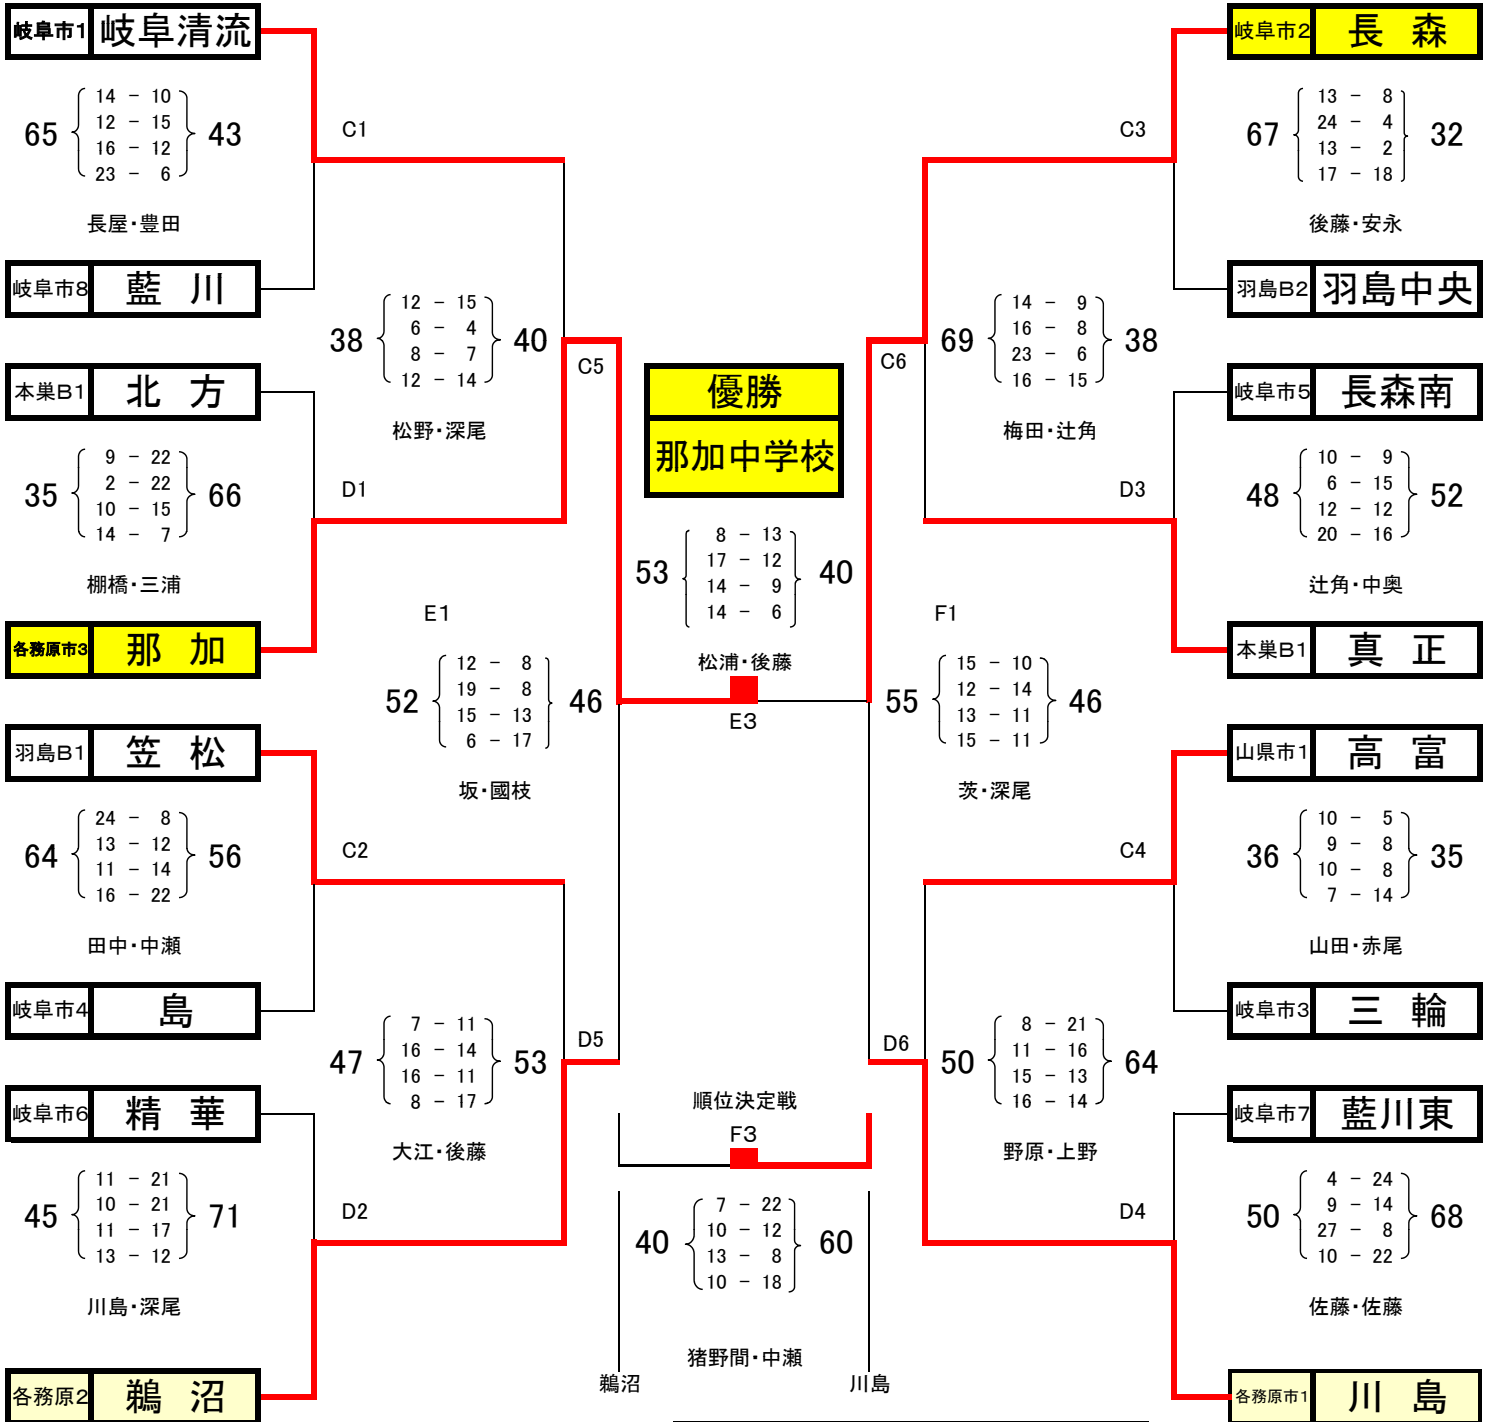 岐阜市1 岐阜清流
65 14 － 10 43
12 － 15
16 － 12
23 － 6
長屋・豊田
C1
岐阜市8 藍 川
38 12 － 15 40
6 － 4
8 － 7
12 － 14
松野・深尾
C5
本巣B1 北 方
35 9 － 22 66
2 － 22
10 － 15
14 － 7
棚橋・三浦
D1
各務原市3 那 加
E1
52 12 － 8 46
19 － 8
15 － 13
6 － 17
坂・國枝
羽島B1 笠 松
64 24 － 8 56
13 － 12
11 － 14
16 － 22
田中・中瀬
C2
岐阜市4 島
47 7 － 11 53
16 － 14
16 － 11
8 － 17
大江・後藤
D5
岐阜市6 精 華
45 11 － 21 71
10 － 21
11 － 17
13 － 12
川島・深尾
D2
各務原2 鵜 沼
優勝
那加中学校
53 8 － 13 40
17 － 12
14 － 9
14 － 6
松浦・後藤
E3
順位決定戦
F3
40 7 － 22 60
10 － 12
13 － 8
10 － 18
猪野間・中瀬
鵜沼 川島
岐阜市2 長 森
67 13 － 8 32
24 － 4
13 － 2
17 － 18
後藤・安永
C3
羽島B2 羽島中央
69 14 － 9 38
16 － 8
23 － 6
16 － 15
梅田・辻角
C6
岐阜市5 長森南
48 10 － 9 52
6 － 15
12 － 12
20 － 16
辻角・中奥
D3
本巣B1 真 正
F1
55 15 － 10 46
12 － 14
13 － 11
15 － 11
茨・深尾
山県市1 高 富
36 10 － 5 35
9 － 8
10 － 8
7 － 14
山田・赤尾
C4
岐阜市3 三 輪
50 8 － 21 64
11 － 16
15 － 13
16 － 14
野原・上野
D6
岐阜市7 藍川東
50 4 － 24 68
9 － 14
27 － 8
10 － 22
佐藤・佐藤
D4
各務原市1 川 島